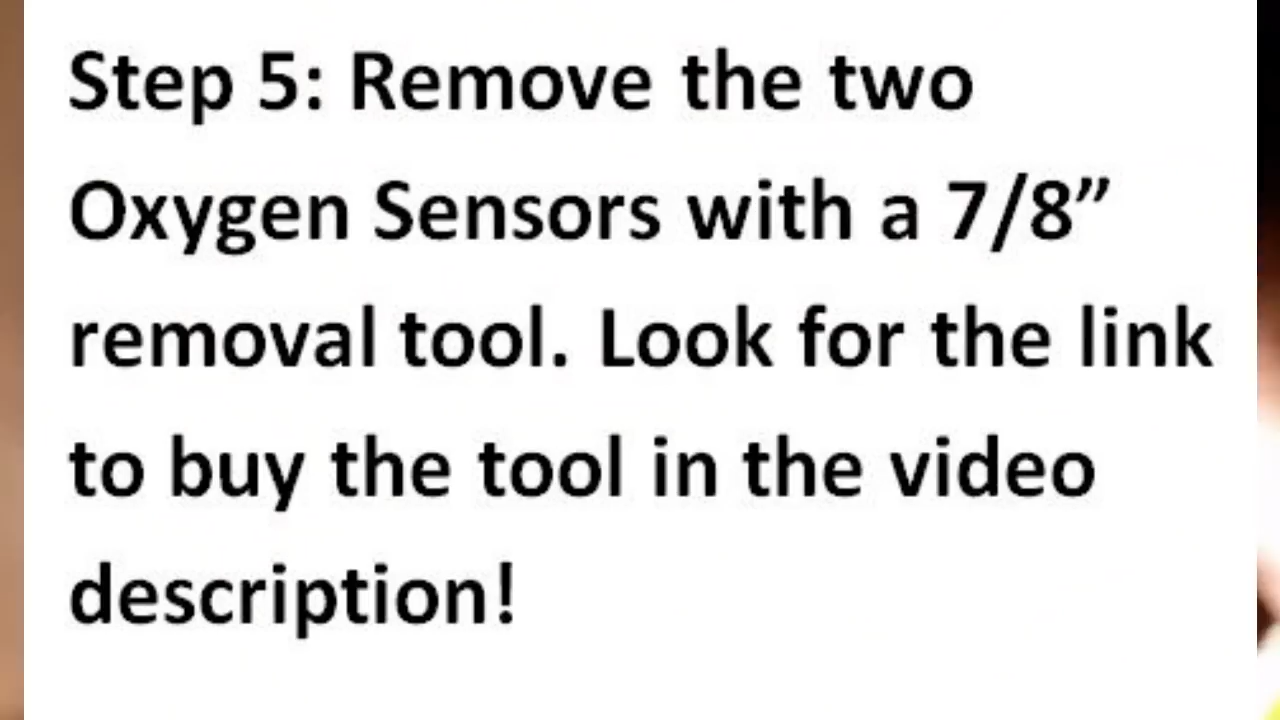 Step 5: Remove the two
Oxygen Sensors with a 7/8”
removal tool. Look for the link
to buy the tool in the video
description!